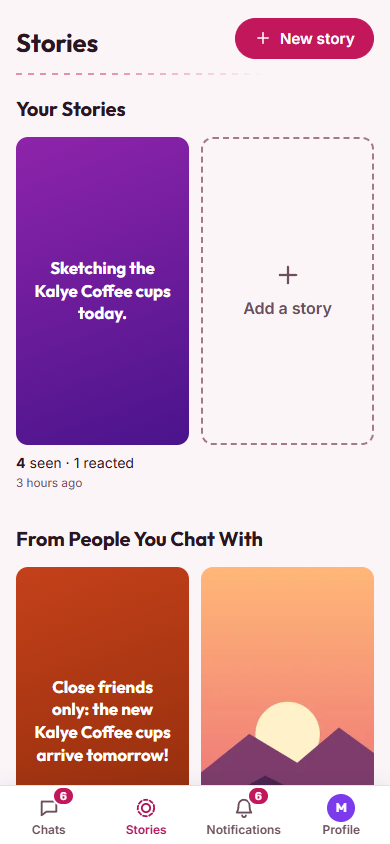 Stories
+ New story
Your Stories
Sketching the
Kalye Coffee cups
today.
Add a story
4 seen · 1 reacted
3 hours ago
From People You Chat With
Close friends
only: the new
Kalye Coffee cups
arrive tomorrow!
6
6
M
Chats
Stories
Notifications
Profile